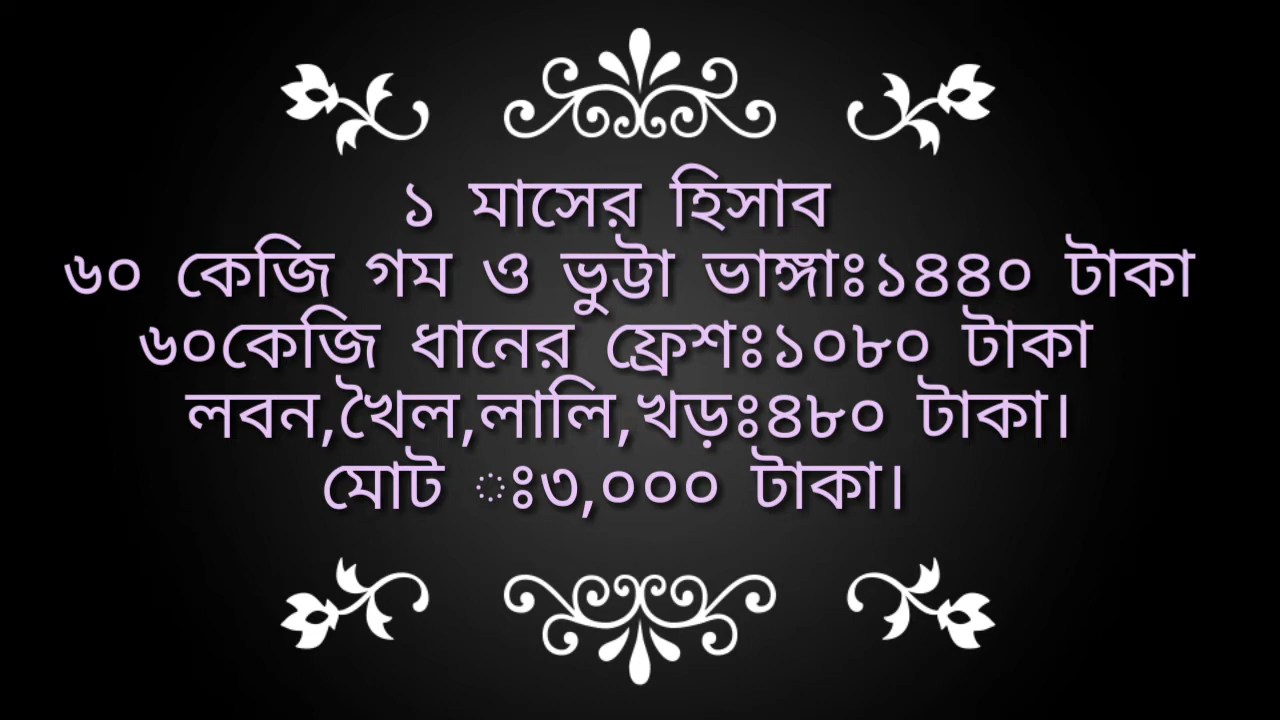 ১ মাসের হিসাব
৬০ কেজি গম ও ভুট্টা ভাঙ্গাঃ১৪৪০ টাকা
৬০কেজি ধানের ফ্রেশঃ১০৮০ টাকা
লবন,খৈল,লালি,খড়ঃ৪৮০ টাকা।
মোট ঃ৩,০০০ টাকা।